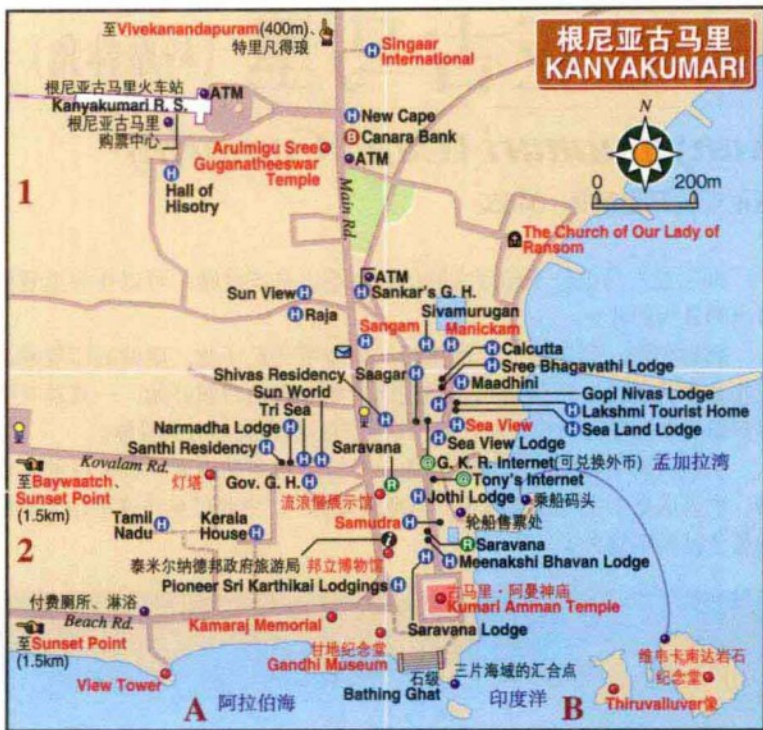 至Vivekanandapuram(400m)、
特里凡得琅
Singaar
International
根尼亚古马里
KANYAKUMARI
根尼亚古马里火车站
ATM
Kanyakumari R. S.
根尼亚古马里
购票中心
New Cape
Canara Bank
ATM
Arulmigu Sree
Guganatheeswar
Temple
Hall of
Hisotry
Main Rd.
N
0 200m
1
The Church of Our Lady of
Ransom
ATM
Sun View
Sankar's G. H.
Raja
Sivamurugan
Sangam
Manickam
Calcutta
Shivas Residency
Saagar
Sree Bhagavathi Lodge
Sun World
Maadhini
Tri Sea
Gopi Nivas Lodge
Narmadha Lodge
Lakshmi Tourist Home
Sea View
Sea Land Lodge
Santhi Residency
Saravana
Sea View Lodge
Kovalam Rd.
G. K. R. Internet(可兑换外币)
孟加拉湾
至Baywaatch、
Sunset Point
(1.5km)
灯塔
Gov. G. H.
Tony's Internet
流浪僧展示馆
Jothi Lodge
乘船码头
2
Tamil
Nadu
Kerala
House
Samudra
轮船售票处
Saravana
泰米尔纳德邦政府旅游局
邦立博物馆
Meenakshi Bhavan Lodge
Pioneer Sri Karthikai Lodgings
付费厕所、淋浴
古马里·阿曼神庙
Kumari Amman Temple
Beach Rd.
Kamaraj Memorial
Saravana Lodge
至Sunset Point
(1.5km)
甘地纪念堂
Gandhi Museum
维韦卡南达岩石
纪念堂
石级
Bathing Ghat
三片海域的汇合点
View Tower
A
阿拉伯海
印度洋
B
Thiruvalluvar像